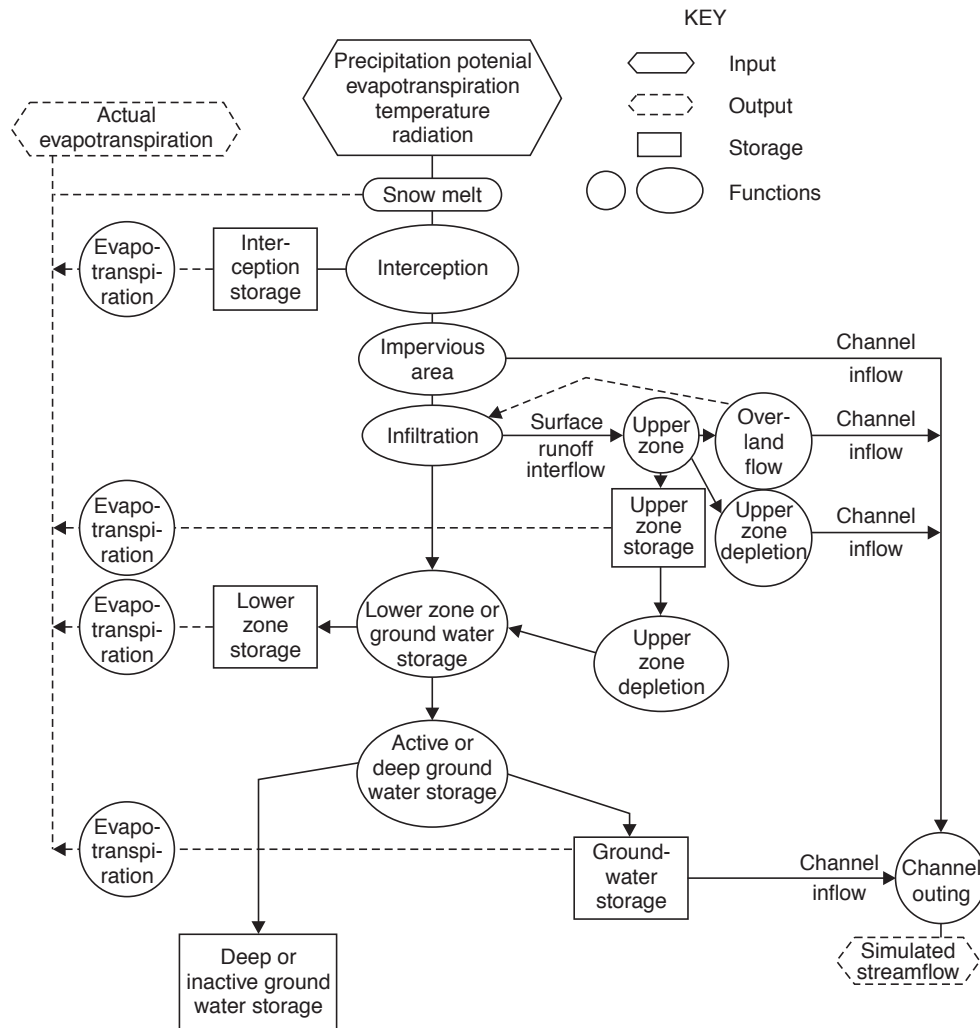 KEY
Input
Output
Storage
Functions
Precipitation potenial
evapotranspiration
temperature
radiation
Actual
evapotranspiration
Snow melt
Evapo-
transpi-
ration
Inter-
ception
storage
Interception
Impervious
area
Channel
inflow
Infiltration
Surface
runoff
interflow
Upper
zone
Over-
land
flow
Channel
inflow
Evapo-
transpi-
ration
Upper
zone
storage
Upper
zone
depletion
Channel
inflow
Evapo-
transpi-
ration
Lower
zone
storage
Lower zone or
ground water
storage
Upper
zone
depletion
Active or
deep ground
water storage
Evapo-
transpi-
ration
Ground-
water
storage
Channel
inflow
Channel
outing
Deep or
inactive ground
water storage
Simulated
streamflow